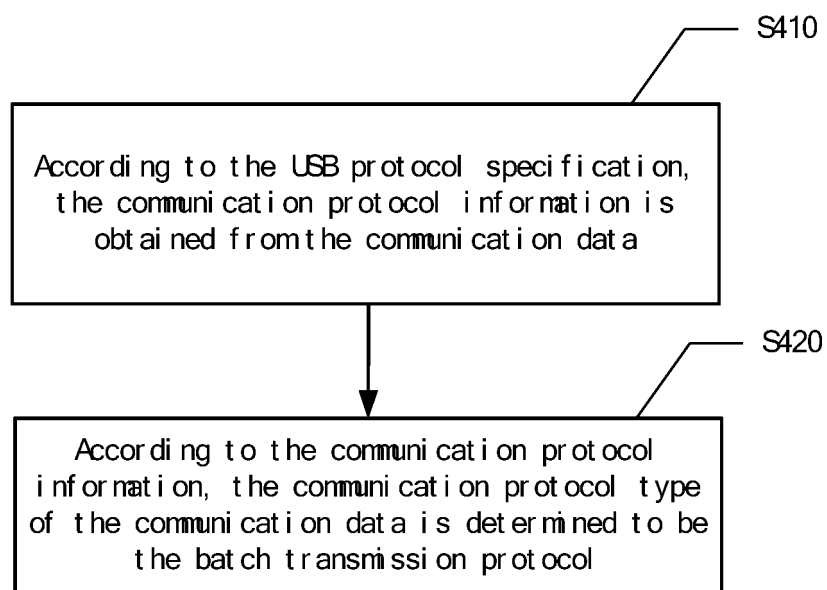 S410
According to the USB protocol specification,
the communication protocol information is
obtained from the communication data
S420
According to the communication protocol
information, the communication protocol type
of the communication data is determined to be
the batch transmission protocol